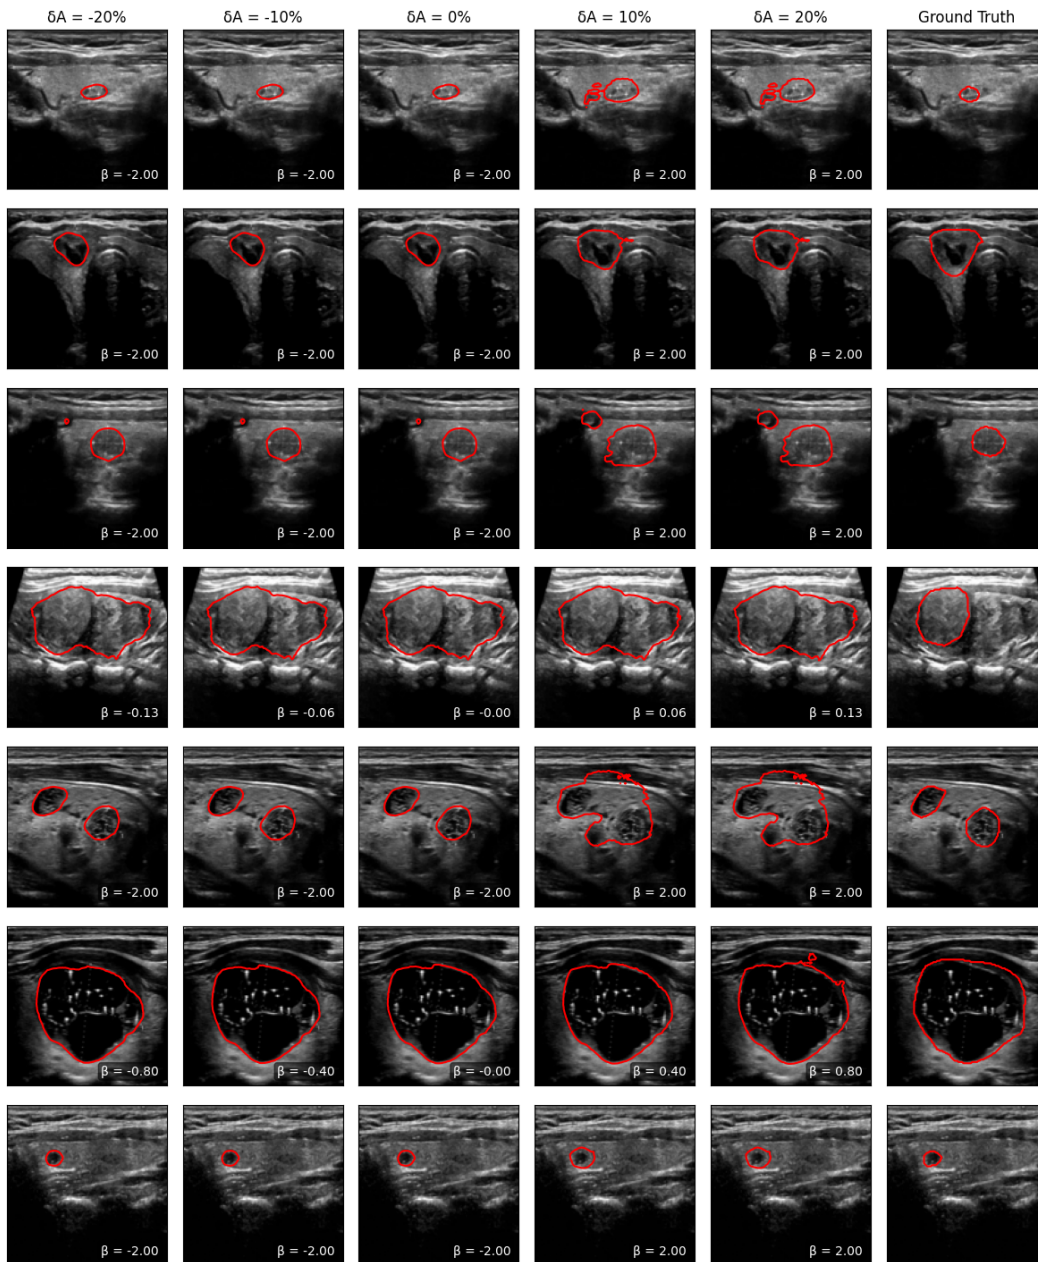 δA = -20% δA = -10% δA = 0% δA = 10% δA = 20% Ground Truth
β = -2.00 β = -2.00 β = -2.00 β = 2.00 β = 2.00
β = -2.00 β = -2.00 β = -2.00 β = 2.00 β = 2.00
β = -2.00 β = -2.00 β = -2.00 β = 2.00 β = 2.00
β = -0.13 β = -0.06 β = -0.00 β = 0.06 β = 0.13
β = -2.00 β = -2.00 β = -2.00 β = 2.00 β = 2.00
β = -0.80 β = -0.40 β = -0.00 β = 0.40 β = 0.80
β = -2.00 β = -2.00 β = -2.00 β = 2.00 β = 2.00